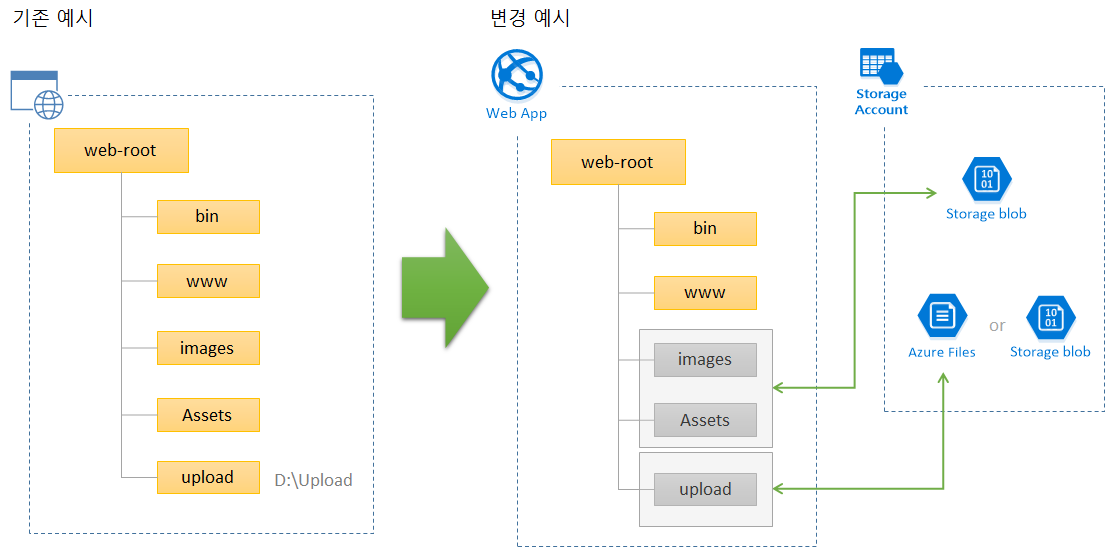 기존 예시
web-root
bin
www
images
Assets
upload
D:\Upload
변경 예시
Web App
web-root
bin
www
images
Assets
upload
Storage
Account
10
01
Storage blob
Azure Files
or
10
01
Storage blob